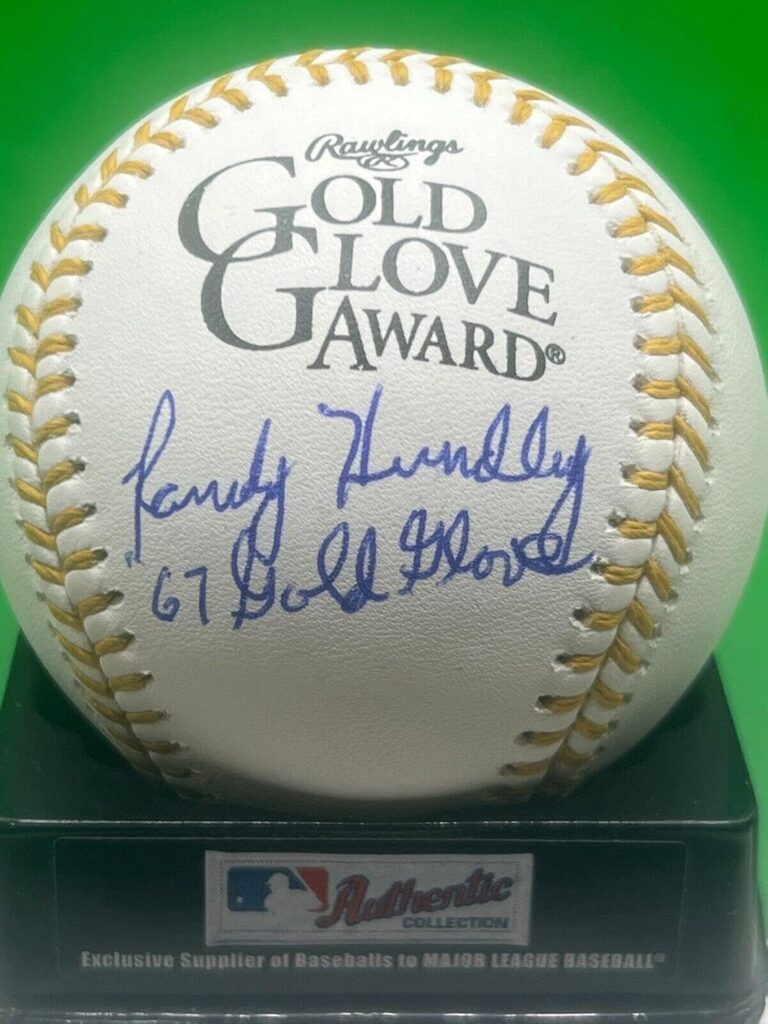 Rawlings
R
GOLD
GLOVE
AWARD®
Randy Hundley
"67 Gold Glove
Authentic
COLLECTION
Exclusive Supplier of Baseballs to MAJOR LEAGUE BASEBALL®